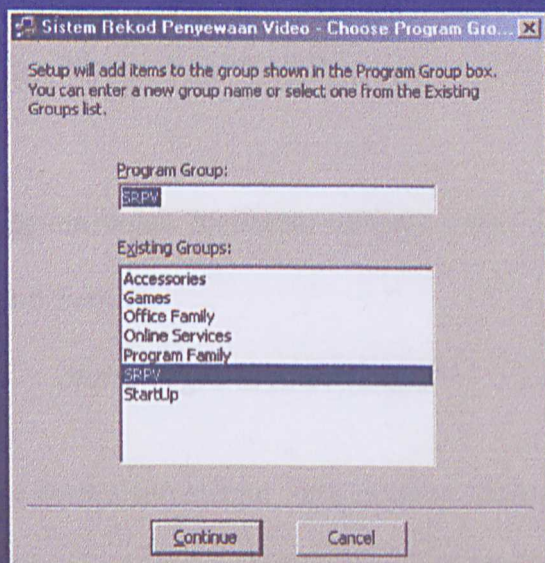 Sistem Rekod Penyewaan Video - Choose Program Gro...
Setup will add items to the group shown in the Program Group box.
You can enter a new group name or select one from the Existing
Groups list.
Program Group:
SRPV
Existing Groups:
Accessories
Games
Office Family
Online Services
Program Family
SRPV
StartUp
Continue
Cancel